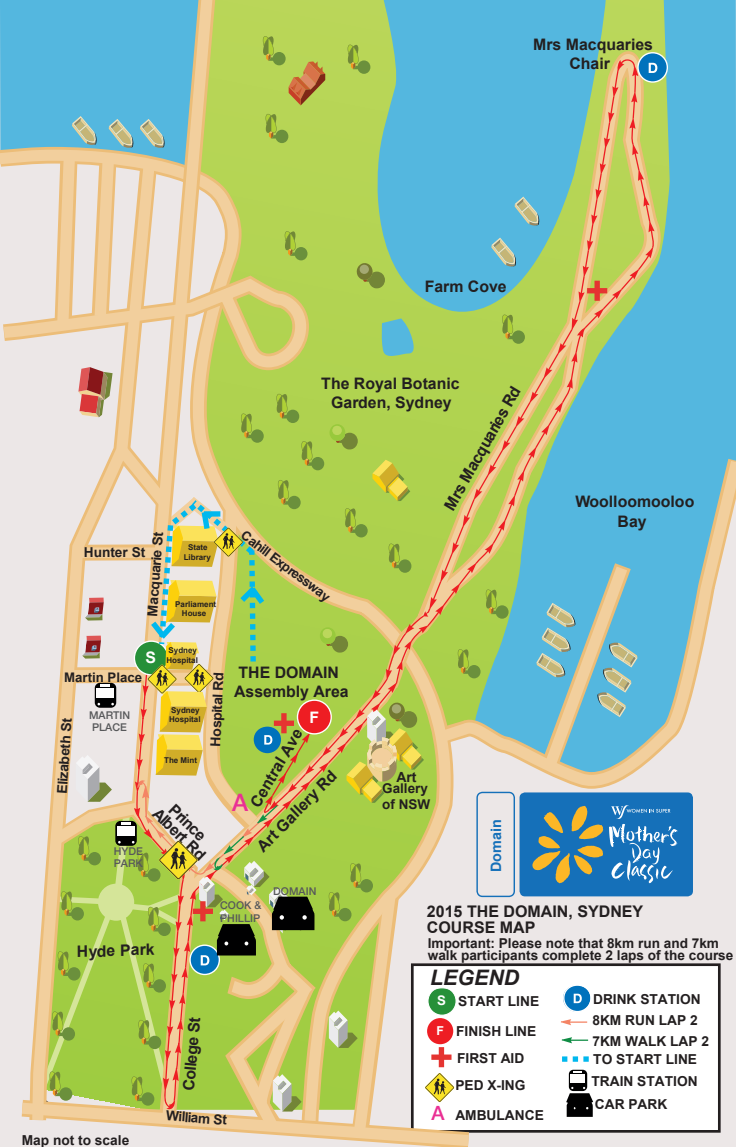 Mrs Macquaries
Chair
D
Farm Cove
The Royal Botanic
Garden, Sydney
Mrs Macquaries Rd
Woolloomooloo
Bay
Hunter St
Macquarie St
State
Library
Cahill Expressway
Parliament
House
S
Sydney
Hospital
Martin Place
MARTIN
PLACE
Sydney
Hospital
The Mint
Hospital Rd
Elizabeth St
THE DOMAIN
Assembly Area
F
D
Central Ave
A
Art Gallery Rd
Art
Gallery
of NSW
Prince
Albert Rd
HYDE
PARK
Hyde Park
COOK &
PHILLIP
DOMAIN
D
College St
William St
Map not to scale
Domain
WOMEN IN SUPER
Mother's
Day
Classic
2015 THE DOMAIN, SYDNEY
COURSE MAP
Important: Please note that 8km run and 7km
walk participants complete 2 laps of the course
LEGEND
S START LINE
F FINISH LINE
FIRST AID
PED X-ING
A AMBULANCE
D DRINK STATION
8KM RUN LAP 2
7KM WALK LAP 2
TO START LINE
TRAIN STATION
CAR PARK